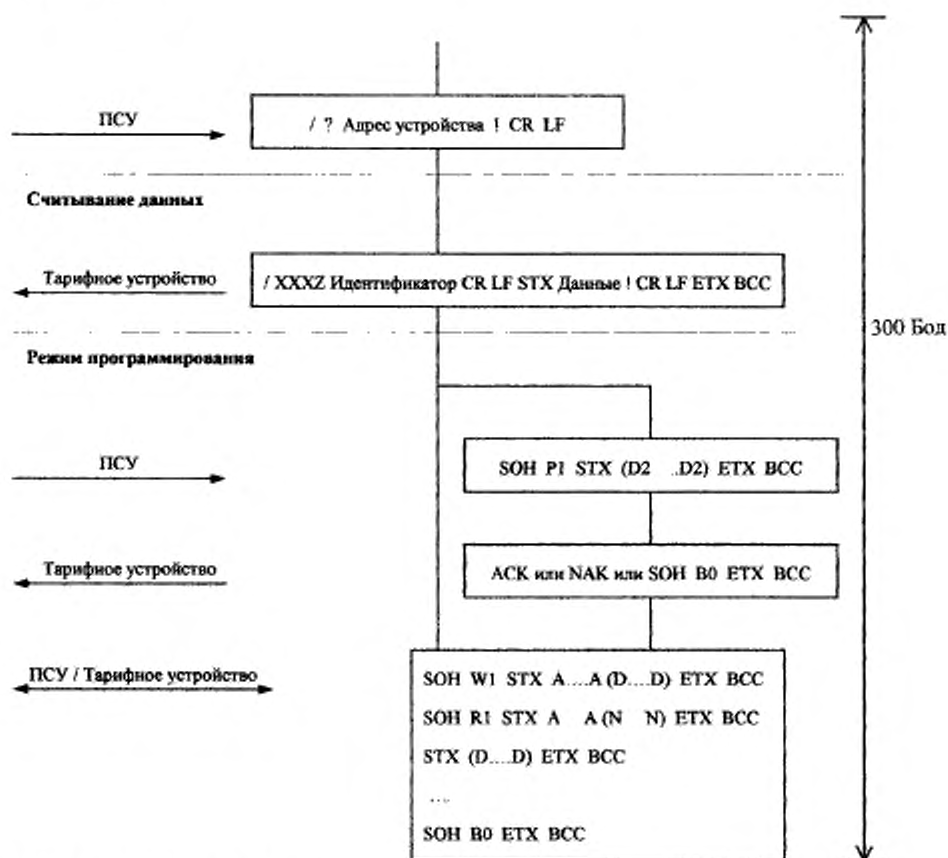 ПСУ
/ ? Адрес устройства ! CR LF
Считывание данных
Тарифное устройство
/ XXXZ Идентификатор CR LF STX Данные ! CR LF ETX BCC
300 Бод
Режим программирования
ПСУ
SOH P1 STX (D2 ..D2) ETX BCC
Тарифное устройство
ACK или NAK или SOH B0 ETX BCC
ПСУ / Тарифное устройство
SOH W1 STX A....A (D....D) ETX BCC
SOH R1 STX A A (N N) ETX BCC
STX (D....D) ETX BCC
....
SOH B0 ETX BCC